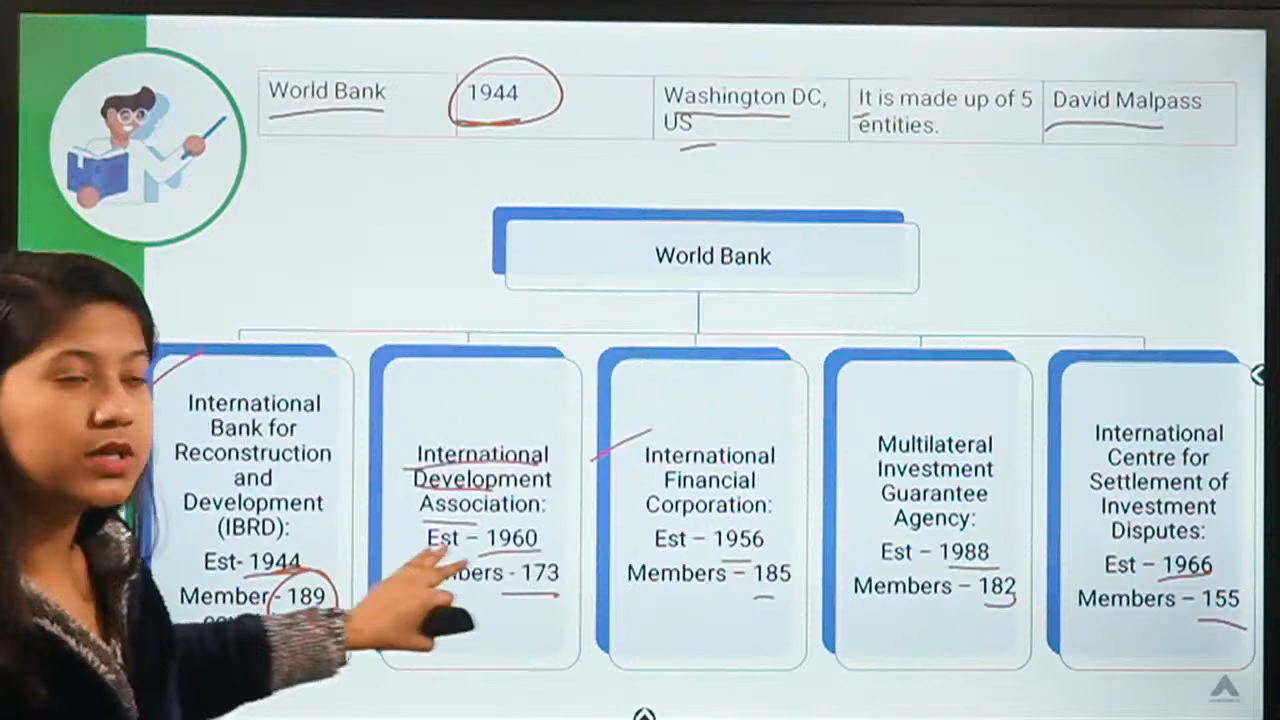 World Bank
1944
Washington DC,
US
It is made up of 5
entities.
David Malpass
World Bank
International
Bank for
Reconstruction
and
Development
(IBRD):
Est- 1944
Member - 189
International
Development
Association:
Est – 1960
- 173
International
Financial
Corporation:
Est – 1956
Members – 185
Multilateral
Investment
Guarantee
Agency:
Est – 1988
Members – 182
International
Centre for
Settlement of
Investment
Disputes:
Est – 1966
Members – 155